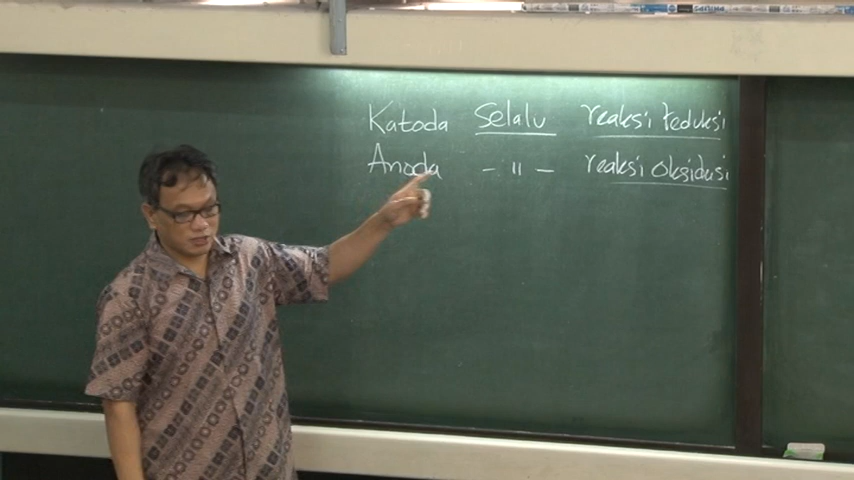 Katoda Selalu reaksi reduksi
Anoda - " - reaksi oksidasi